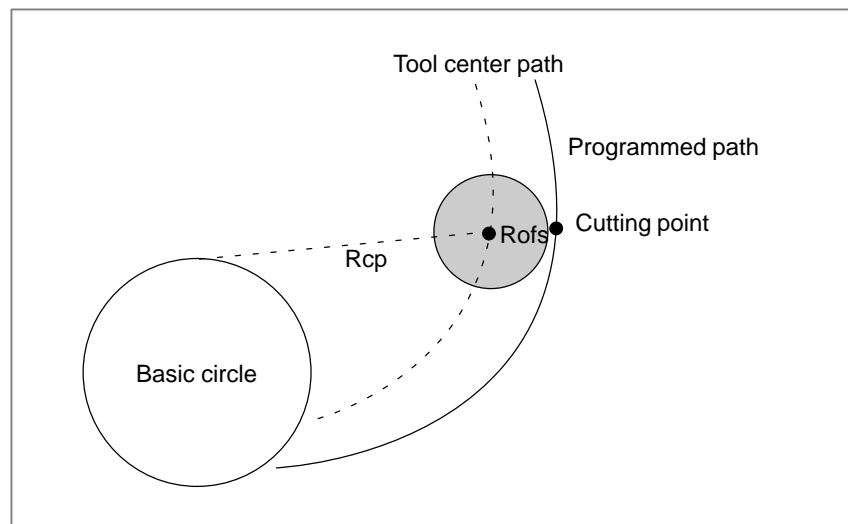 Tool center path
Programmed path
Cutting point
Rofs
Rcp
Basic circle